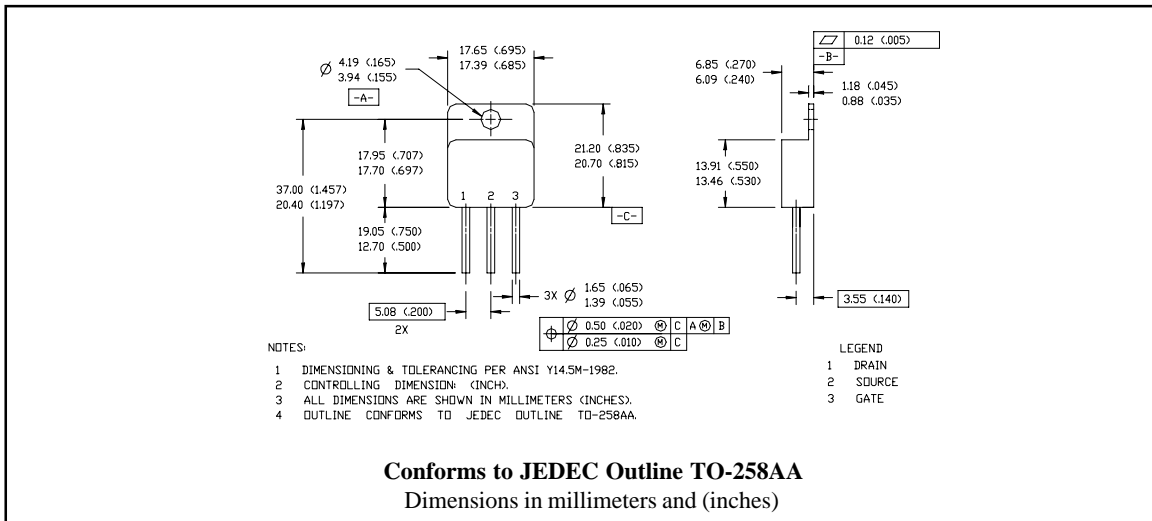 ⌀ 4.19 (.165)
3.94 (.155)
-A-
17.65 (.695)
17.39 (.685)
37.00 (1.457)
20.40 (1.197)
17.95 (.707)
17.70 (.697)
19.05 (.750)
12.70 (.500)
21.20 (.835)
20.70 (.815)
-C-
1 2 3
5.08 (.200)
2X
3X ⌀ 1.65 (.065)
1.39 (.055)
⌖ ⌀ 0.50 (.020) Ⓜ C A Ⓜ B
⌀ 0.25 (.010) Ⓜ C
⏥ 0.12 (.005)
-B-
6.85 (.270)
6.09 (.240)
1.18 (.045)
0.88 (.035)
13.91 (.550)
13.46 (.530)
3.55 (.140)
NOTES:
1 DIMENSIONING & TOLERANCING PER ANSI Y14.5M-1982.
2 CONTROLLING DIMENSION: (INCH).
3 ALL DIMENSIONS ARE SHOWN IN MILLIMETERS (INCHES).
4 OUTLINE CONFORMS TO JEDEC OUTLINE TO-258AA.
LEGEND
1 DRAIN
2 SOURCE
3 GATE
Conforms to JEDEC Outline TO-258AA
Dimensions in millimeters and (inches)